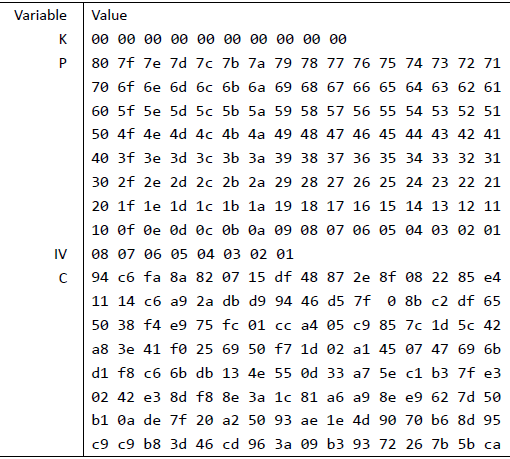 Variable Value
K 00 00 00 00 00 00 00 00 00 00
P 80 7f 7e 7d 7c 7b 7a 79 78 77 76 75 74 73 72 71
70 6f 6e 6d 6c 6b 6a 69 68 67 66 65 64 63 62 61
60 5f 5e 5d 5c 5b 5a 59 58 57 56 55 54 53 52 51
50 4f 4e 4d 4c 4b 4a 49 48 47 46 45 44 43 42 41
40 3f 3e 3d 3c 3b 3a 39 38 37 36 35 34 33 32 31
30 2f 2e 2d 2c 2b 2a 29 28 27 26 25 24 23 22 21
20 1f 1e 1d 1c 1b 1a 19 18 17 16 15 14 13 12 11
10 0f 0e 0d 0c 0b 0a 09 08 07 06 05 04 03 02 01
IV 08 07 06 05 04 03 02 01
C 94 c6 fa 8a 82 07 15 df 48 87 2e 8f 08 22 85 e4
11 14 c6 a9 2a db d9 94 46 d5 7f 0 8b c2 df 65
50 38 f4 e9 75 fc 01 cc a4 05 c9 85 7c 1d 5c 42
a8 3e 41 f0 25 69 50 f7 1d 02 a1 45 07 47 69 6b
d1 f8 c6 6b db 13 4e 55 0d 33 a7 5e c1 b3 7f e3
02 42 e3 8d f8 8e 3a 1c 81 a6 a9 8e e9 62 7d 50
b1 0a de 7f 20 a2 50 93 ae 1e 4d 90 70 b6 8d 95
c9 c9 b8 3d 46 cd 96 3a 09 b3 93 72 26 7b 5b ca